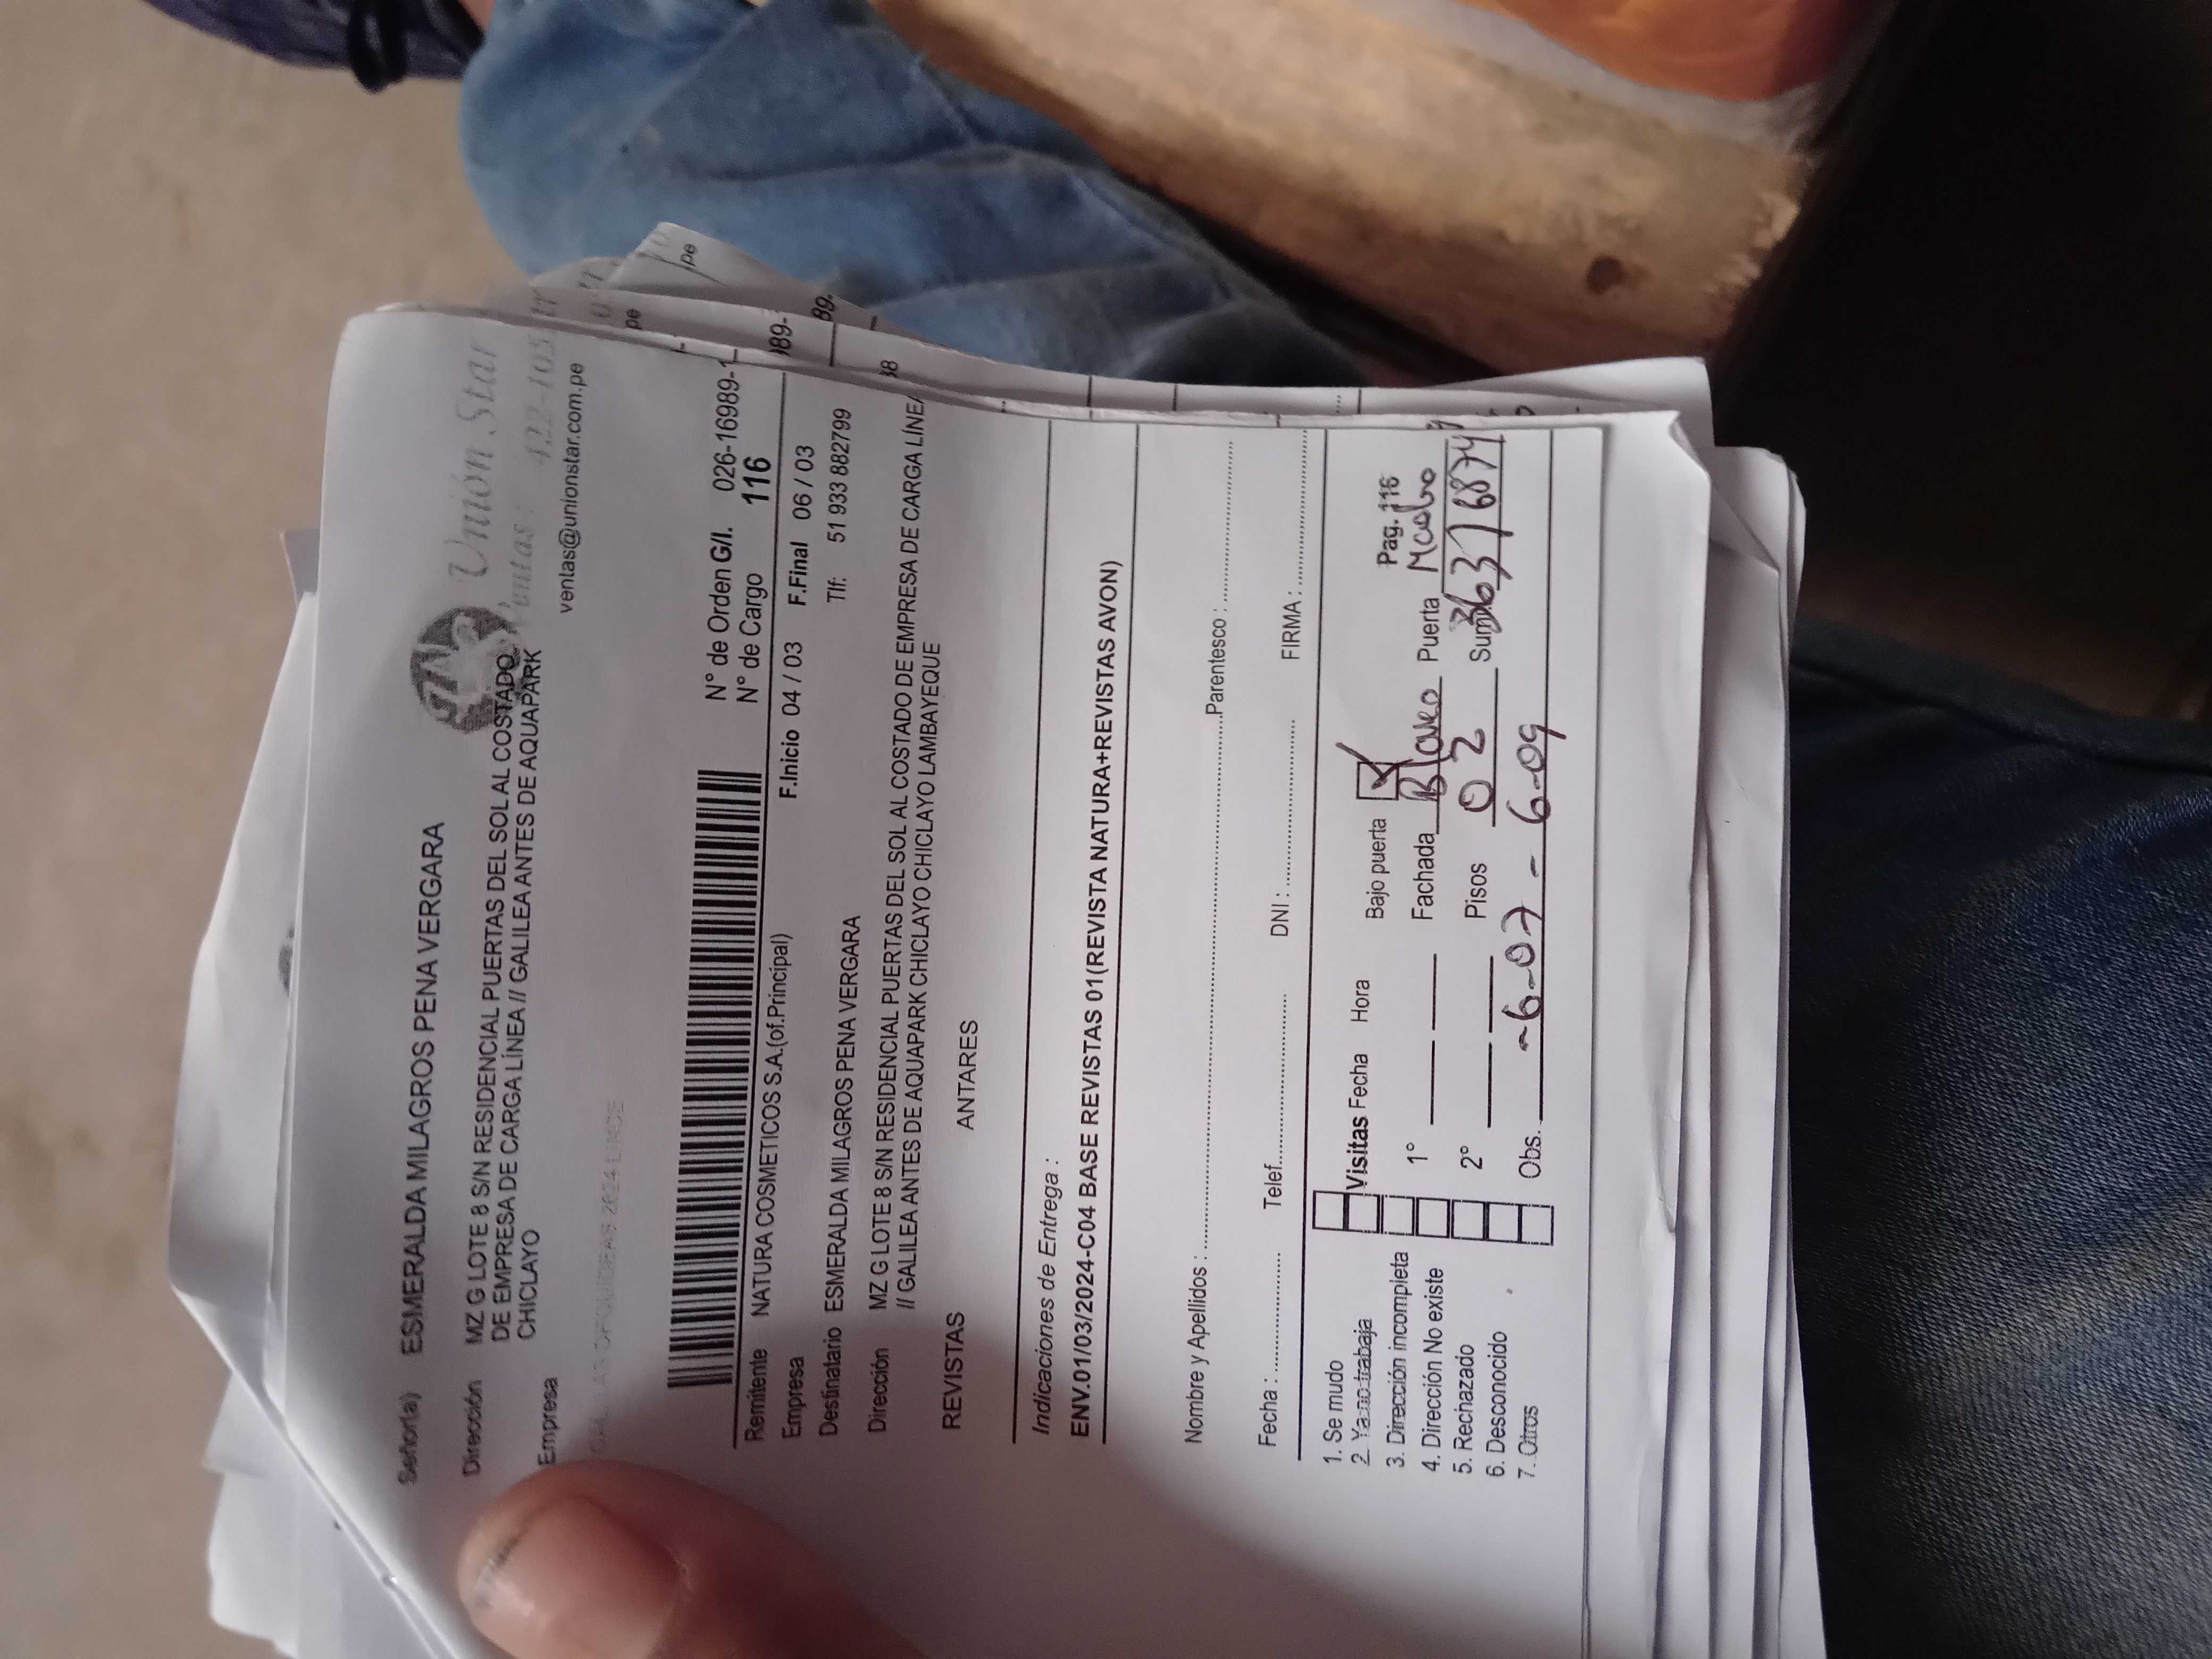 Señor(a) ESMERALDA MILAGROS PENA VERGARA
Unión Star
ventas@unionstar.com.pe
Dirección MZ G LOTE 8 S/N RESIDENCIAL PUERTAS DEL SOL AL COSTADO
DE EMPRESA DE CARGA LÍNEA // GALILEA ANTES DE AQUAPARK
CHICLAYO
Empresa
N° de Orden G/I. 026-16989-1
N° de Cargo 116
Remitente NATURA COSMETICOS S.A.(of.Principal)
F.Inicio 04 / 03 F.Final 06 / 03
Empresa
Destinatario ESMERALDA MILAGROS PENA VERGARA
Tlf: 51 933 882799
Dirección MZ G LOTE 8 S/N RESIDENCIAL PUERTAS DEL SOL AL COSTADO DE EMPRESA DE CARGA LÍNEA
// GALILEA ANTES DE AQUAPARK CHICLAYO CHICLAYO LAMBAYEQUE
REVISTAS ANTARES
Indicaciones de Entrega :
ENV.01/03/2024-C04 BASE REVISTAS 01(REVISTA NATURA+REVISTAS AVON)
Nombre y Apellidos : Parentesco :
Fecha : Telef. DNI : FIRMA :
Pag. 116
1. Se mudo
2. Ya no trabaja Visitas Fecha Hora Bajo puerta
3. Dirección incompleta
4. Dirección No existe 1° Fachada Puerta
5. Rechazado
6. Desconocido 2° Pisos 02
7. Otros Obs. -6-07 - 6-09
pe
pe
989-
89-
38